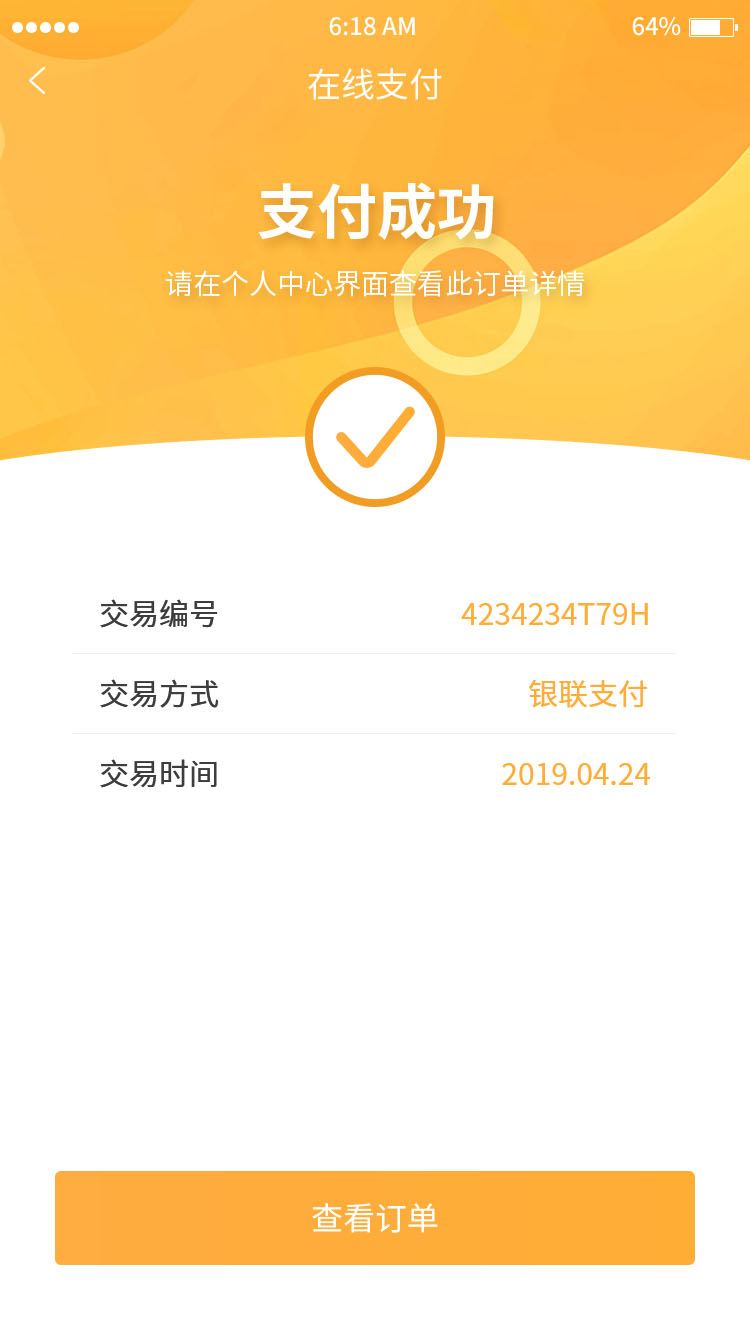 6:18 AM 64%
在线支付
支付成功
请在个人中心界面查看此订单详情
交易编号 4234234T79H
交易方式 银联支付
交易时间 2019.04.24
查看订单